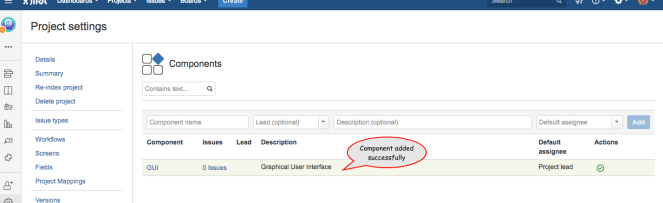 JIRA Dashboards Projects Issues Boards Create Search
Project settings
Details
Summary
Re-index project
Delete project
Issue types
Workflows
Screens
Fields
Project Mappings
Versions
Components
Contains text...
Component name Lead (optional) Description (optional) Default assignee Add
Component Issues Lead Description Default assignee Actions
Component added
successfully
GUI 0 Issues Graphical User Interface Project lead